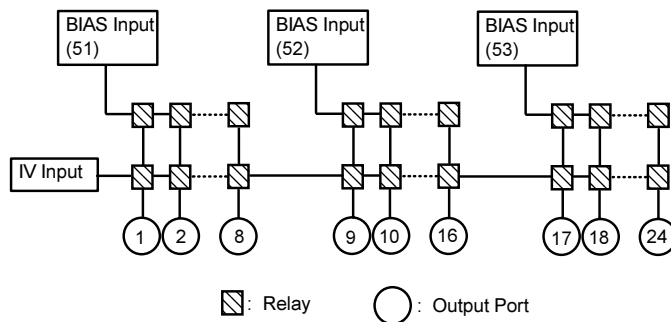 BIAS Input
(51)
BIAS Input
(52)
BIAS Input
(53)
IV Input
1
2
8
9
10
16
17
18
24
: Relay
: Output Port